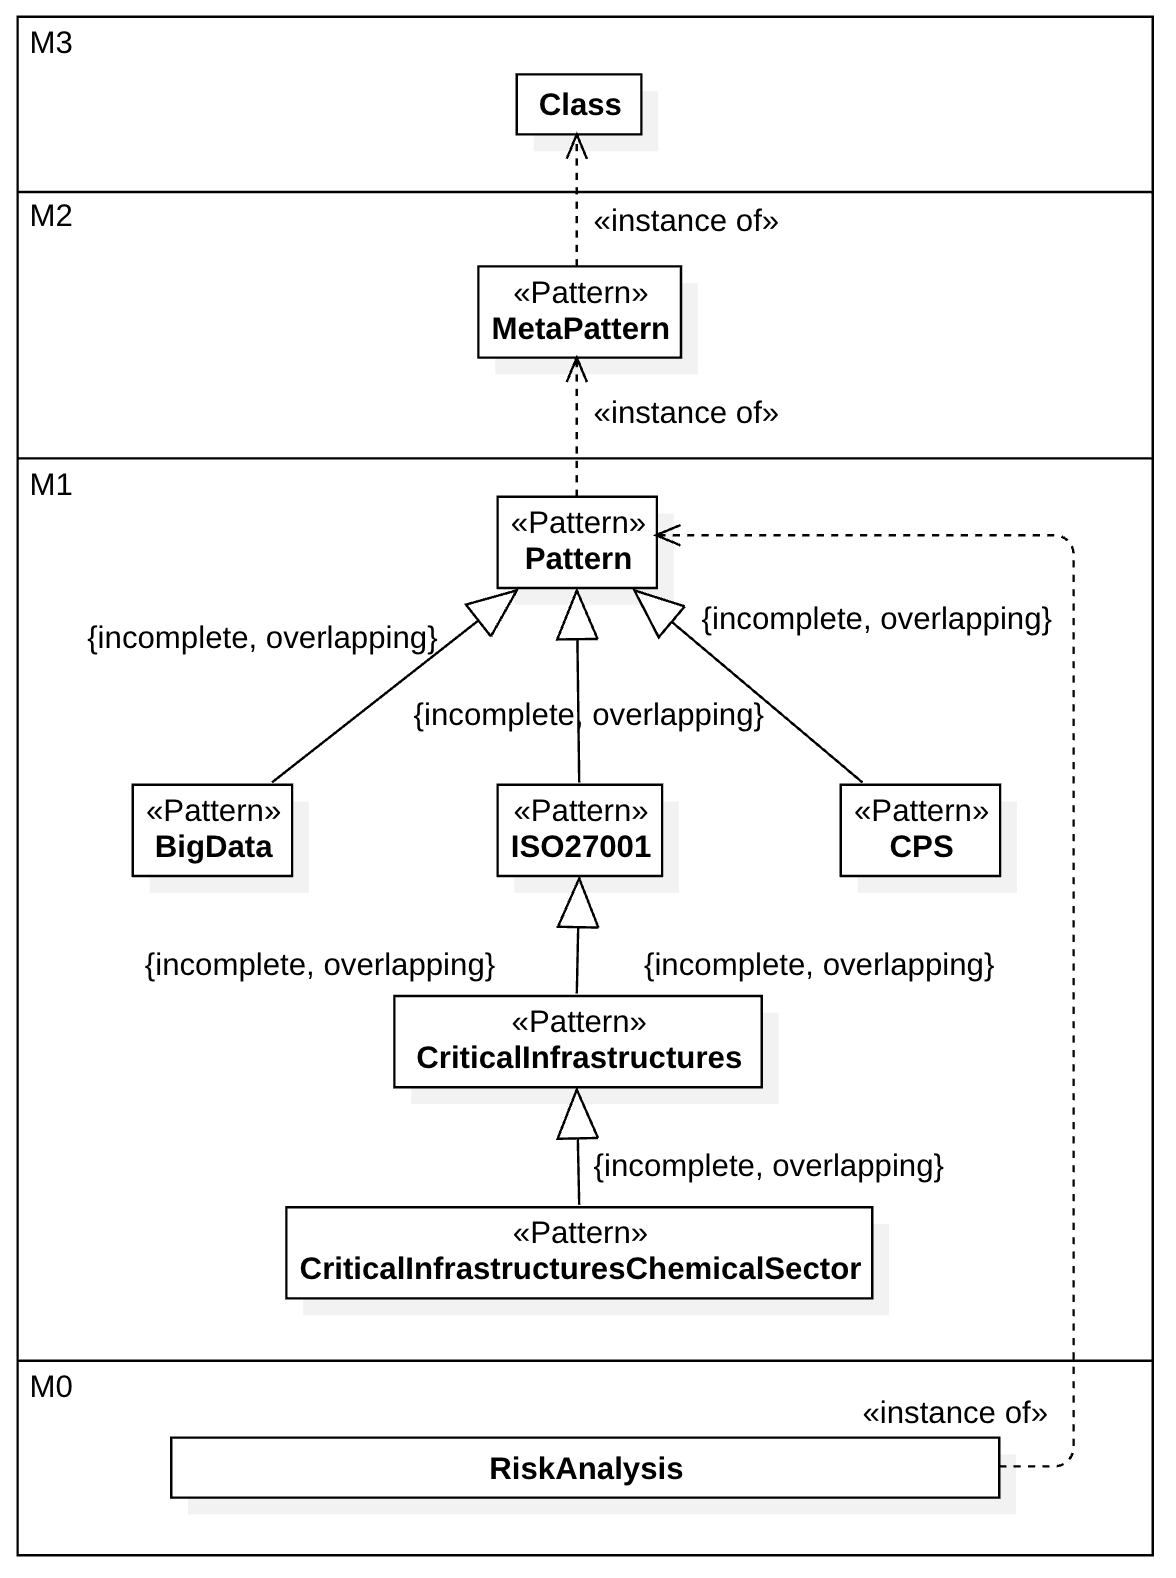 M3
Class
M2
«instance of»
«Pattern»
MetaPattern
«instance of»
M1
«Pattern»
Pattern
{incomplete, overlapping}
{incomplete, overlapping}
{incomplete, overlapping}
«Pattern»
BigData
«Pattern»
ISO27001
«Pattern»
CPS
{incomplete, overlapping}
{incomplete, overlapping}
«Pattern»
CriticalInfrastructures
{incomplete, overlapping}
«Pattern»
CriticalInfrastructuresChemicalSector
M0
«instance of»
RiskAnalysis